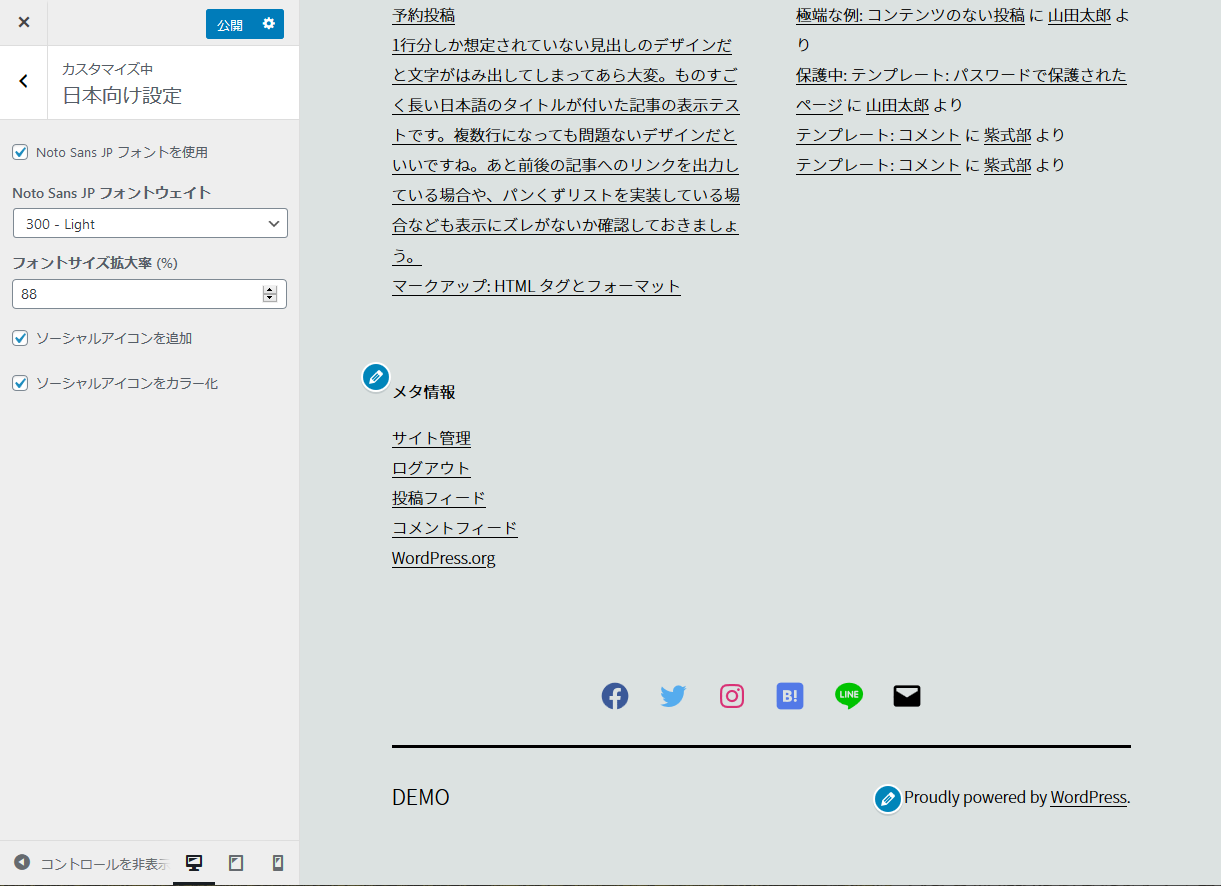 公開
カスタマイズ中
日本向け設定
Noto Sans JP フォントを使用
Noto Sans JP フォントウェイト
300 - Light
フォントサイズ拡大率 (%)
88
ソーシャルアイコンを追加
ソーシャルアイコンをカラー化
コントロールを非表示
予約投稿
1行分しか想定されていない見出しのデザインだ
と文字がはみ出してしまってあら大変。ものすご
く長い日本語のタイトルが付いた記事の表示テス
トです。複数行になっても問題ないデザインだと
いいですね。あと前後の記事へのリンクを出力し
ている場合や、パンくずリストを実装している場
合なども表示にズレがないか確認しておきましょ
う。
マークアップ: HTML タグとフォーマット
極端な例: コンテンツのない投稿 に 山田太郎 よ
り
保護中: テンプレート: パスワードで保護された
ページ に 山田太郎 より
テンプレート: コメント に 紫式部 より
テンプレート: コメント に 紫式部 より
メタ情報
サイト管理
ログアウト
投稿フィード
コメントフィード
WordPress.org
B!
LINE
DEMO
Proudly powered by WordPress.